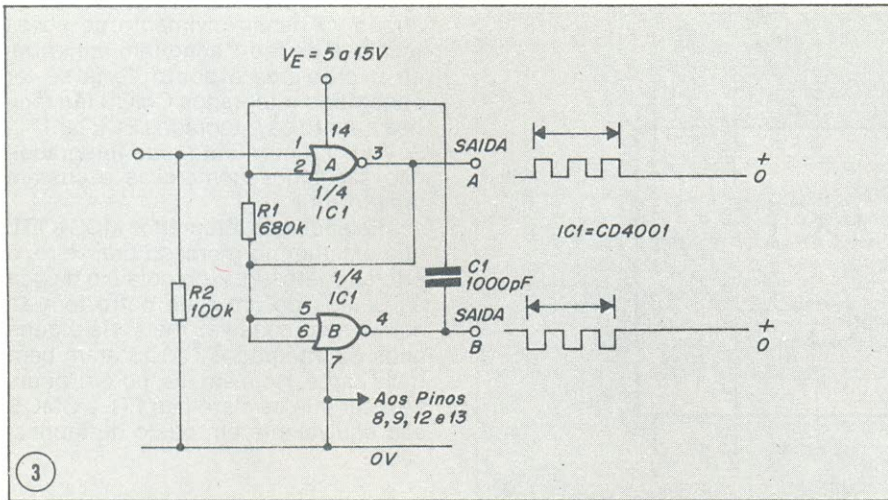 V_E = 5 a 15V
14
1
2
A
3
1/4
IC1
SAIDA
A
+
0
R1
680k
IC1=CD4001
R2
100k
1/4
IC1
5
6
B
4
7
C1
1000pF
SAIDA
B
+
0
Aos Pinos
8, 9, 12 e 13
0V
3